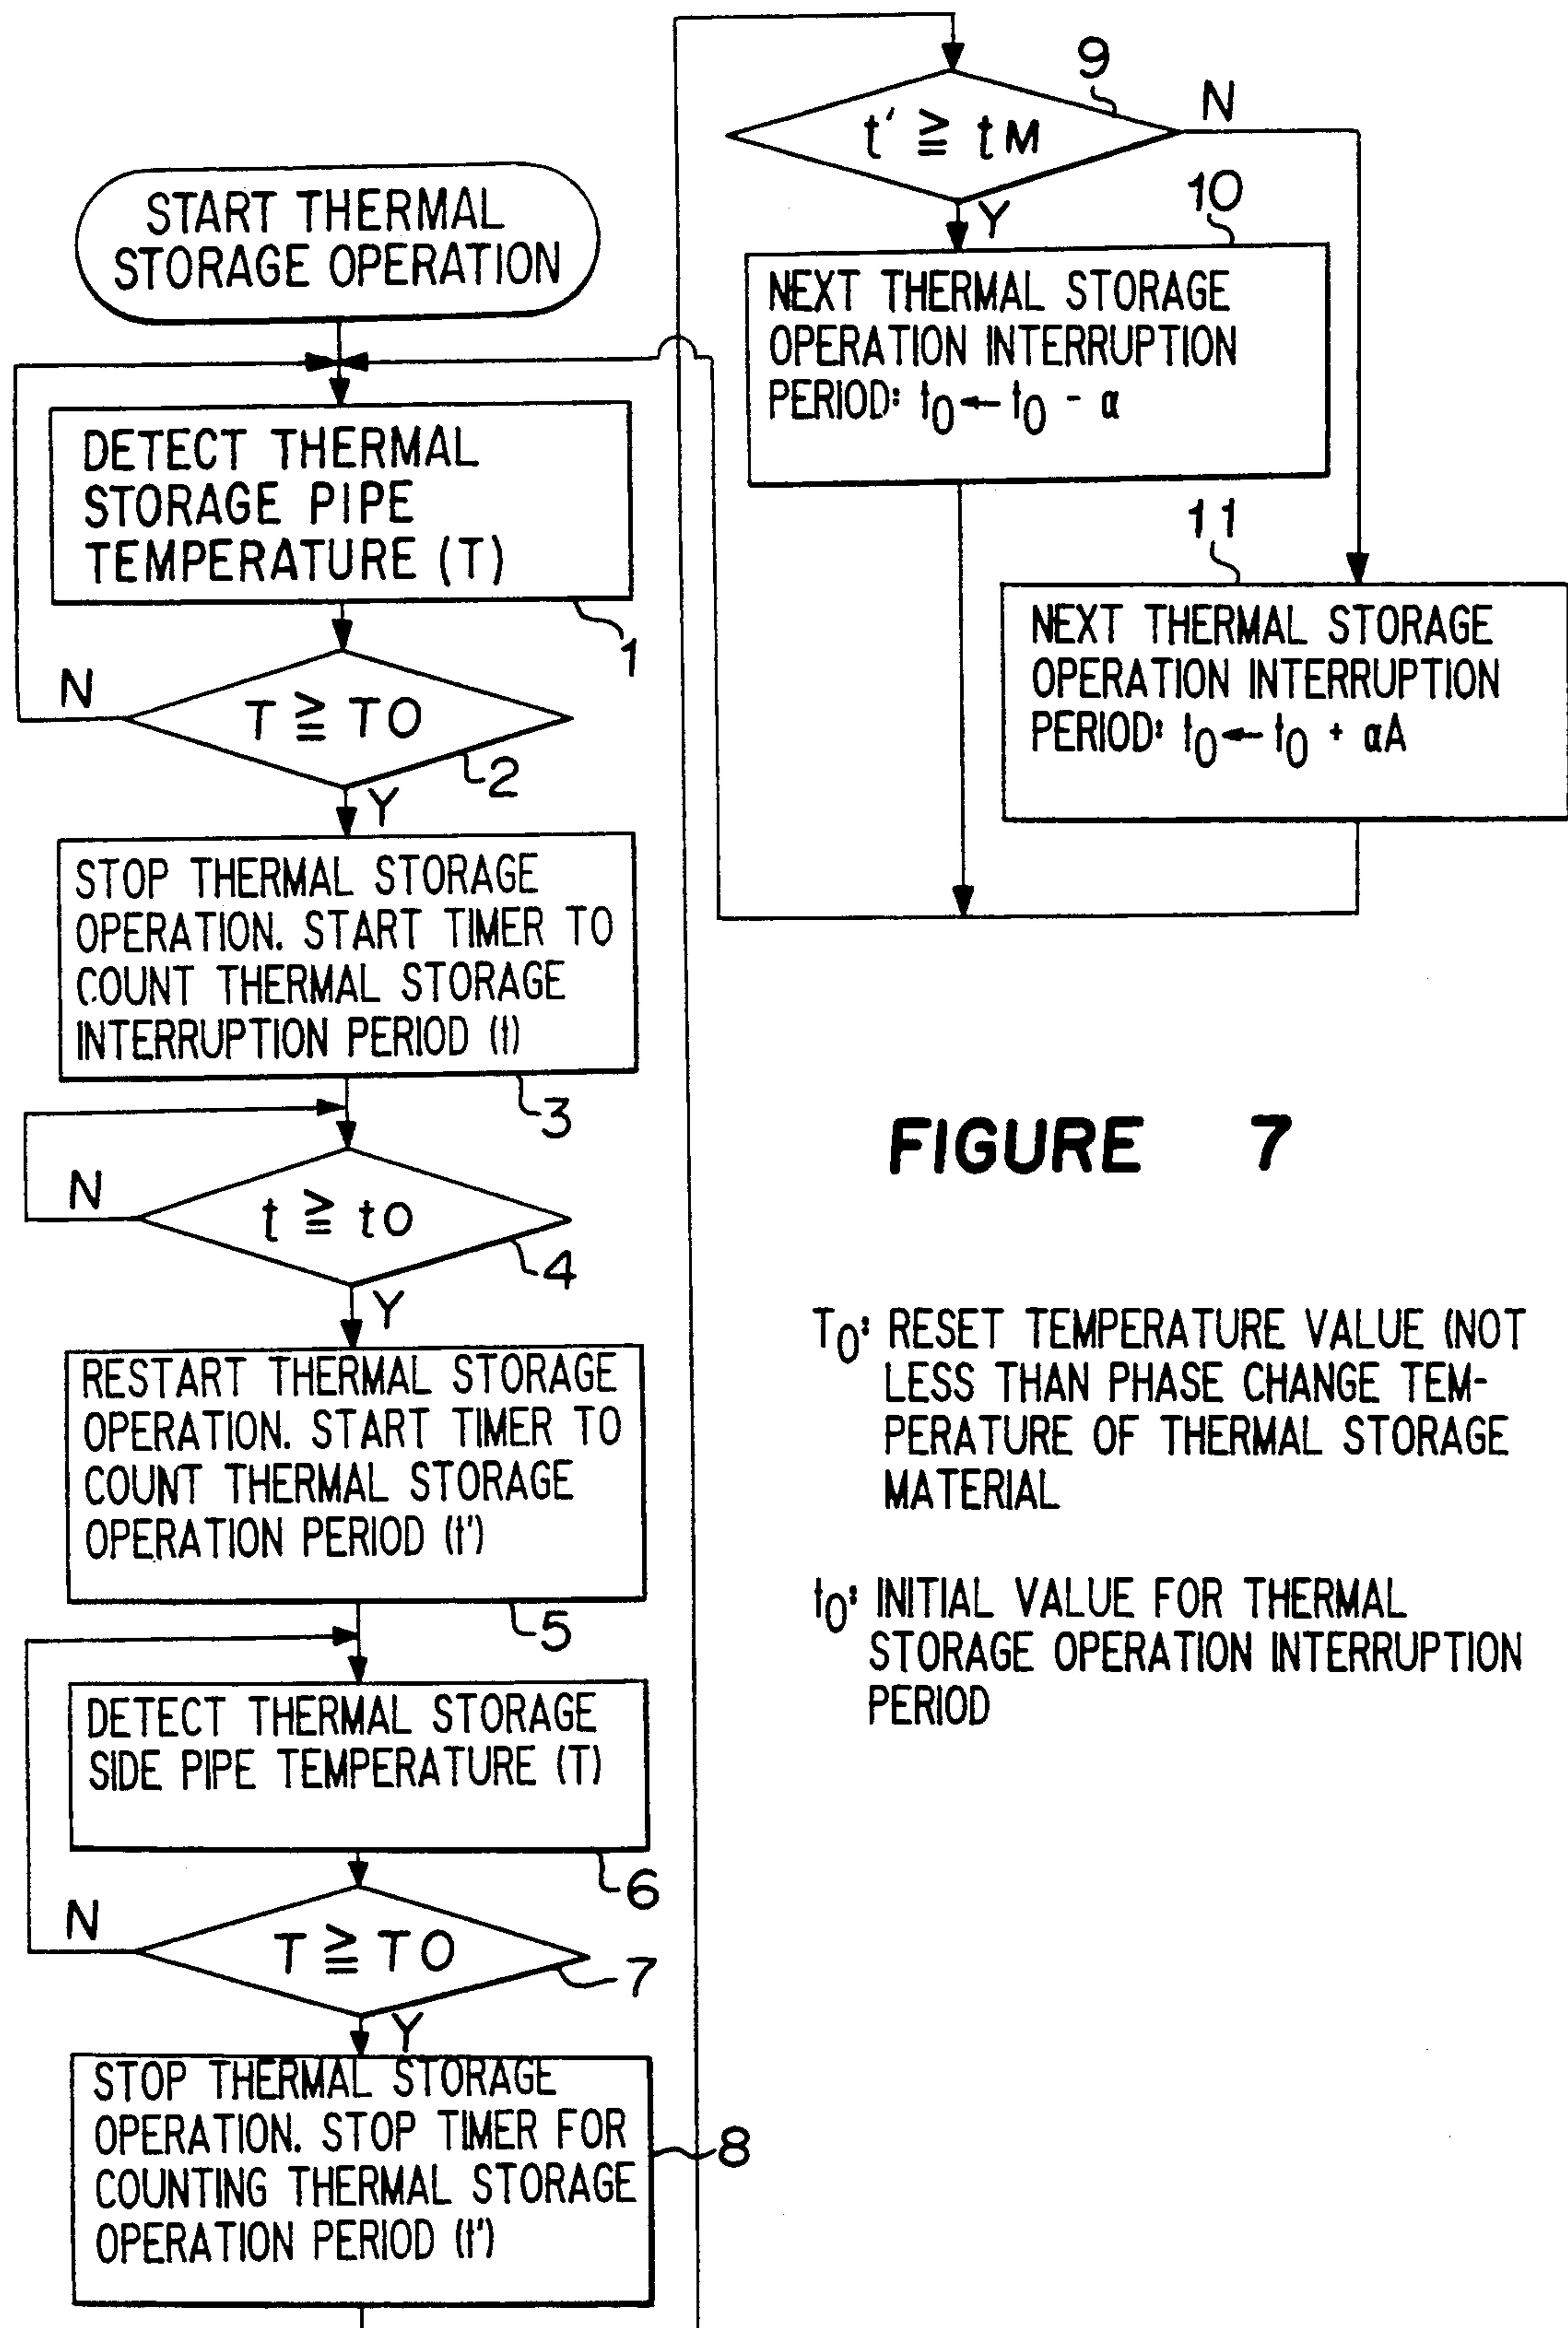 START THERMAL
STORAGE OPERATION
DETECT THERMAL
STORAGE PIPE
TEMPERATURE (T)
1
N
T ≧ TO
2
Y
STOP THERMAL STORAGE
OPERATION. START TIMER TO
COUNT THERMAL STORAGE
INTERRUPTION PERIOD (t)
3
N
t ≧ to
4
Y
RESTART THERMAL STORAGE
OPERATION. START TIMER TO
COUNT THERMAL STORAGE
OPERATION PERIOD (t')
5
DETECT THERMAL STORAGE
SIDE PIPE TEMPERATURE (T)
6
N
T ≧ TO
7
Y
STOP THERMAL STORAGE
OPERATION. STOP TIMER FOR
COUNTING THERMAL STORAGE
OPERATION PERIOD (t')
8
9
t' ≧ tM
N
Y
10
NEXT THERMAL STORAGE
OPERATION INTERRUPTION
PERIOD: t0 ← t0 - α
11
NEXT THERMAL STORAGE
OPERATION INTERRUPTION
PERIOD: t0 ← t0 + αA
FIGURE 7
T0: RESET TEMPERATURE VALUE (NOT
LESS THAN PHASE CHANGE TEM-
PERATURE OF THERMAL STORAGE
MATERIAL
t0: INITIAL VALUE FOR THERMAL
STORAGE OPERATION INTERRUPTION
PERIOD